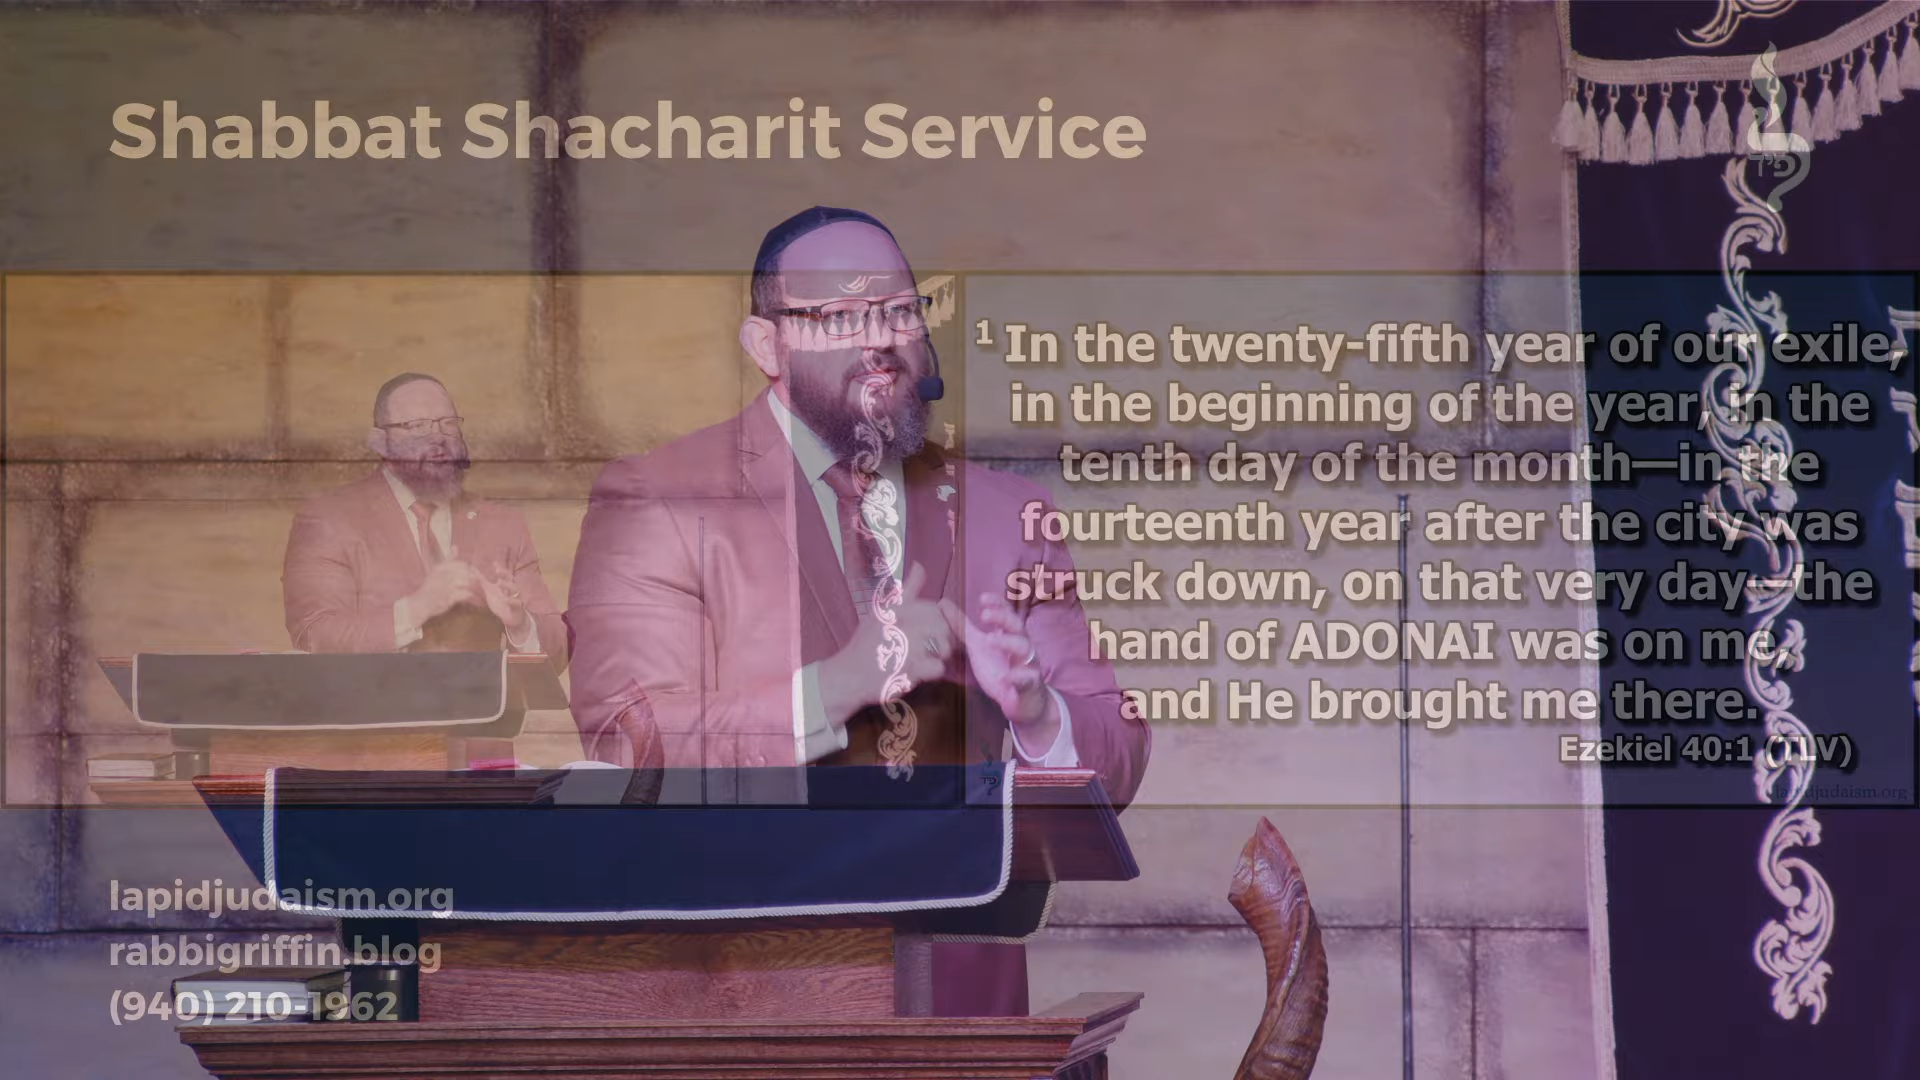 Shabbat Shacharit Service
1 In the twenty-fifth year of our exile,
in the beginning of the year, in the
tenth day of the month—in the
fourteenth year after the city was
struck down, on that very day—the
hand of ADONAI was on me,
and He brought me there.
Ezekiel 40:1 (TLV)
lapidjudaism.org
lapidjudaism.org
rabbigriffin.blog
(940) 210-1962